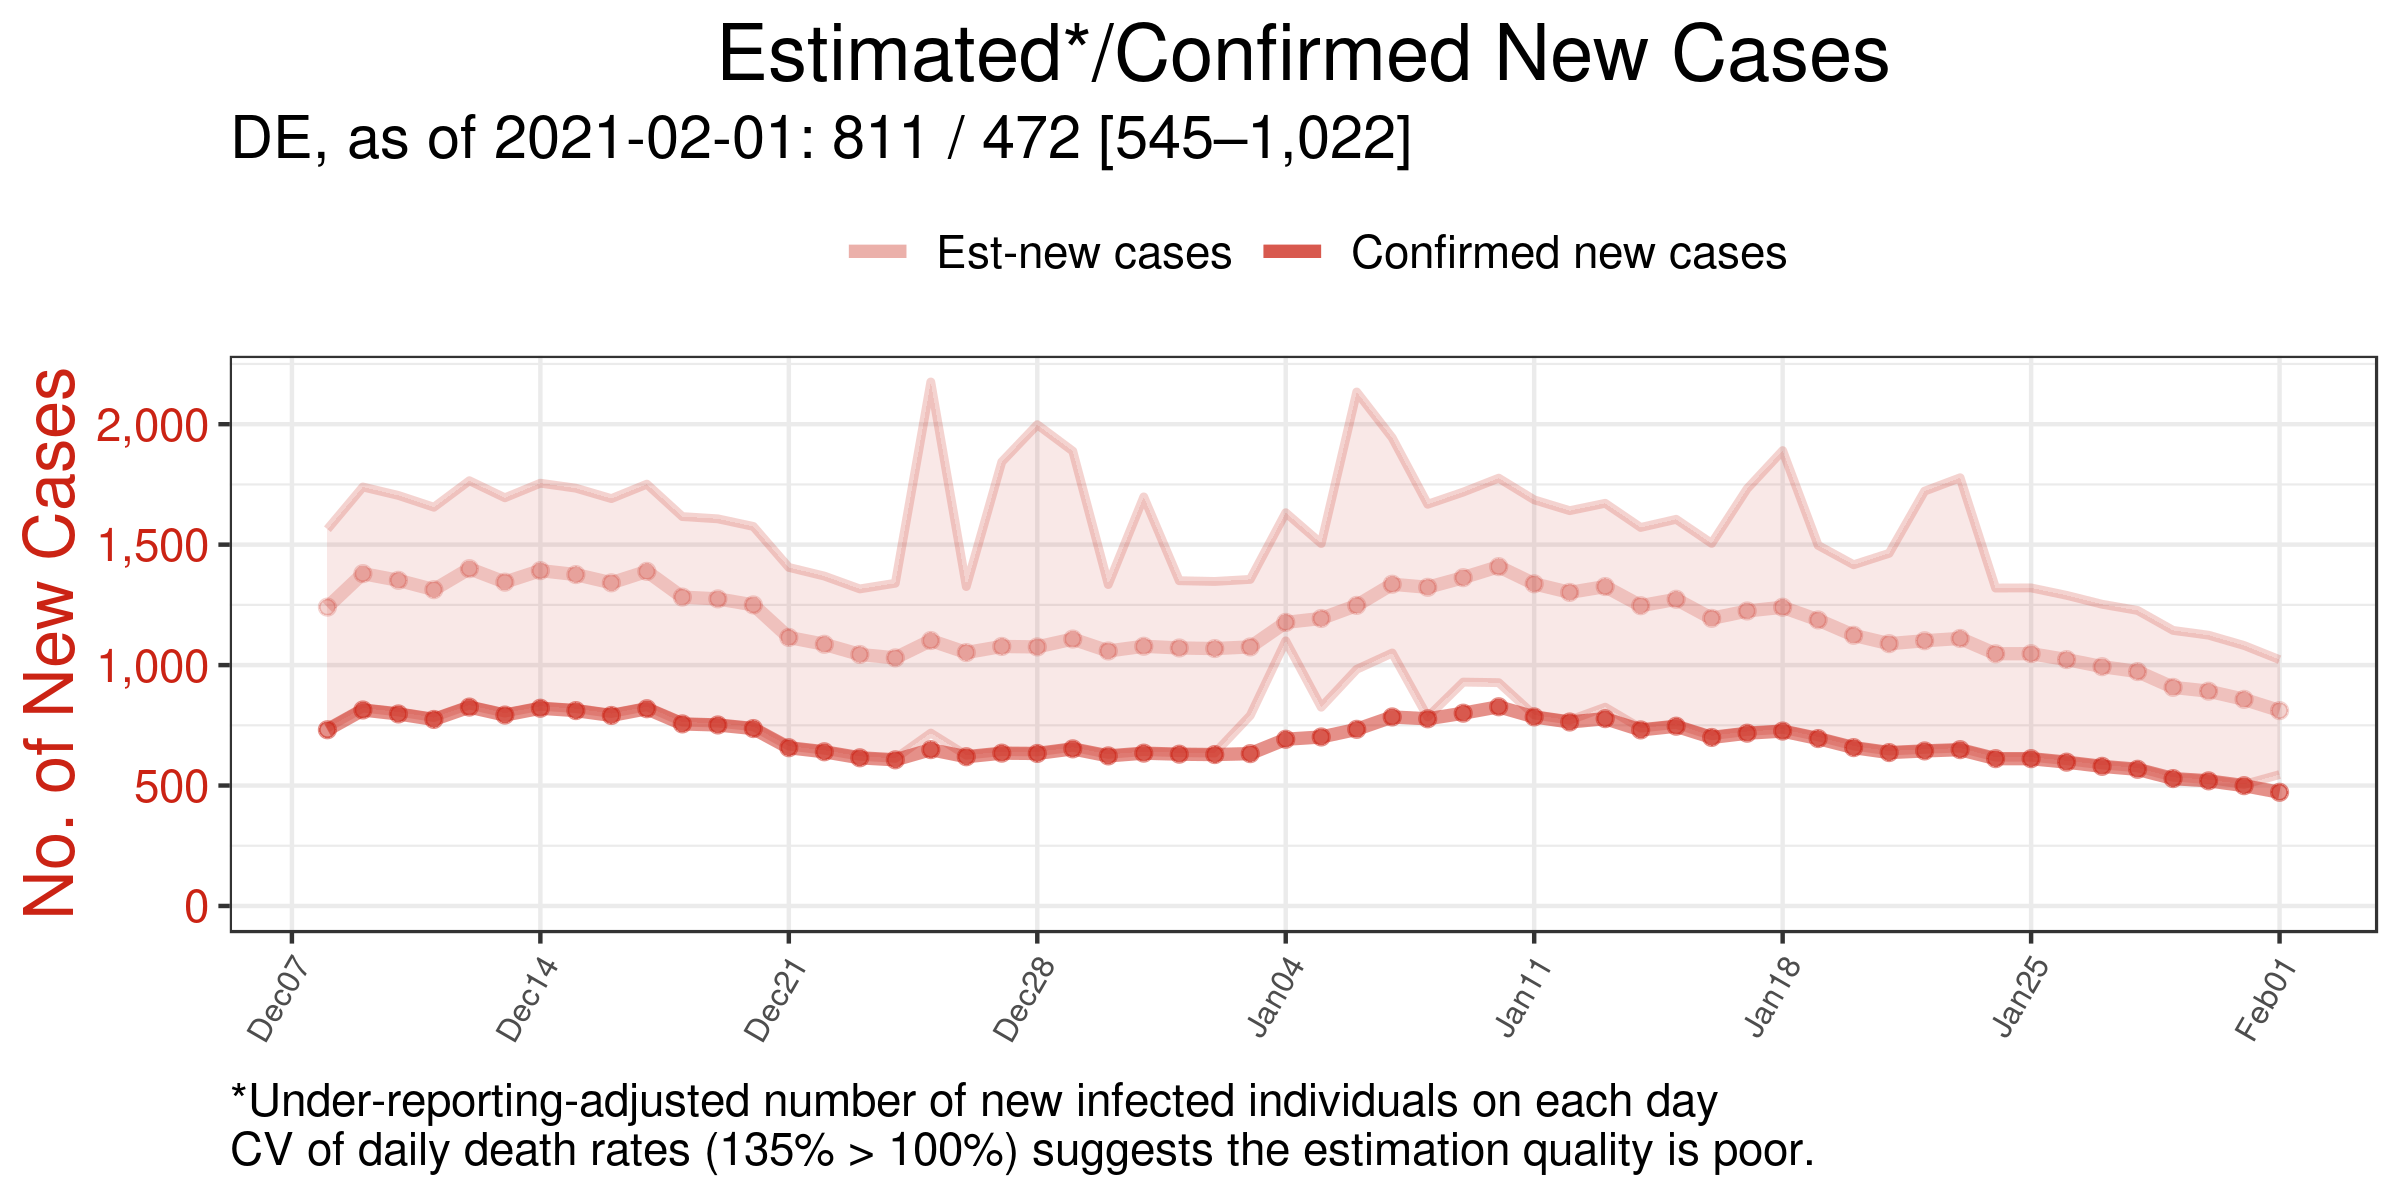 Estimated*/Confirmed New Cases
DE, as of 2021-02-01: 811 / 472 [545–1,022]
Est-new cases Confirmed new cases
No. of New Cases
2,000
1,500
1,000
500
0
Dec07 Dec14 Dec21 Dec28 Jan04 Jan11 Jan18 Jan25 Feb01
*Under-reporting-adjusted number of new infected individuals on each day
CV of daily death rates (135% > 100%) suggests the estimation quality is poor.